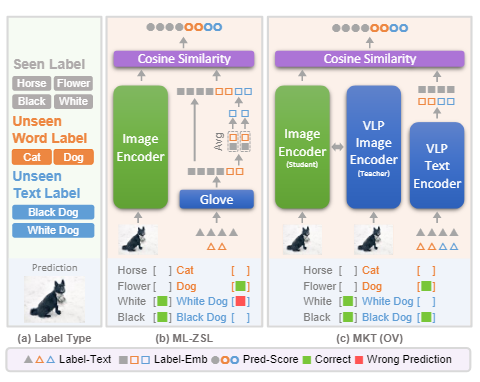 Seen Label
Horse Flower
Black White
Unseen
Word Label
Cat Dog
Unseen
Text Label
Black Dog
White Dog
Prediction
(a) Label Type
Cosine Similarity
Image
Encoder
Avg
Glove
Horse [ ] Cat [ ]
Flower [ ] Dog [ ]
White [ ] White Dog [ ]
Black [ ] Black Dog [ ]
(b) ML-ZSL
Cosine Similarity
Image
Encoder
(Student)
VLP
Image
Encoder
(Teacher)
VLP
Text
Encoder
Horse [ ] Cat [ ]
Flower [ ] Dog [ ]
White [ ] White Dog [ ]
Black [ ] Black Dog [ ]
(c) MKT (OV)
Label-Text Label-Emb Pred-Score Correct Wrong Prediction